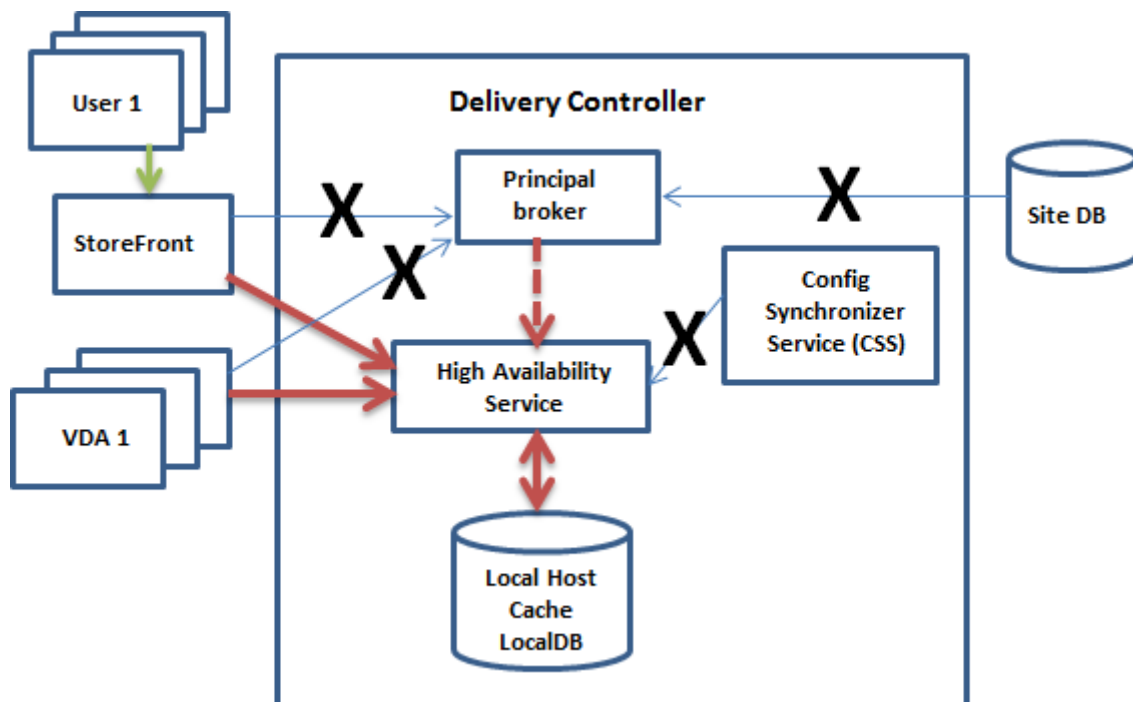 User 1
Delivery Controller
Principal
broker
X
X
StoreFront
Site DB
X
Config
Synchronizer
Service (CSS)
X
High Availability
Service
VDA 1
Local Host
Cache
LocalDB